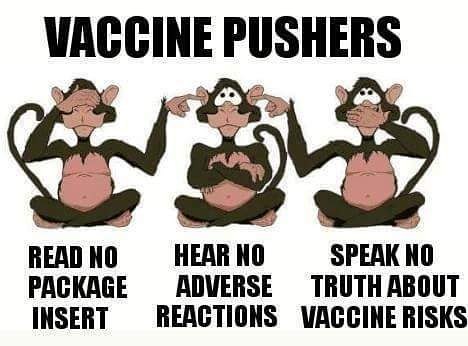 VACCINE PUSHERS
READ NO
PACKAGE
INSERT
HEAR NO
ADVERSE
REACTIONS
SPEAK NO
TRUTH ABOUT
VACCINE RISKS